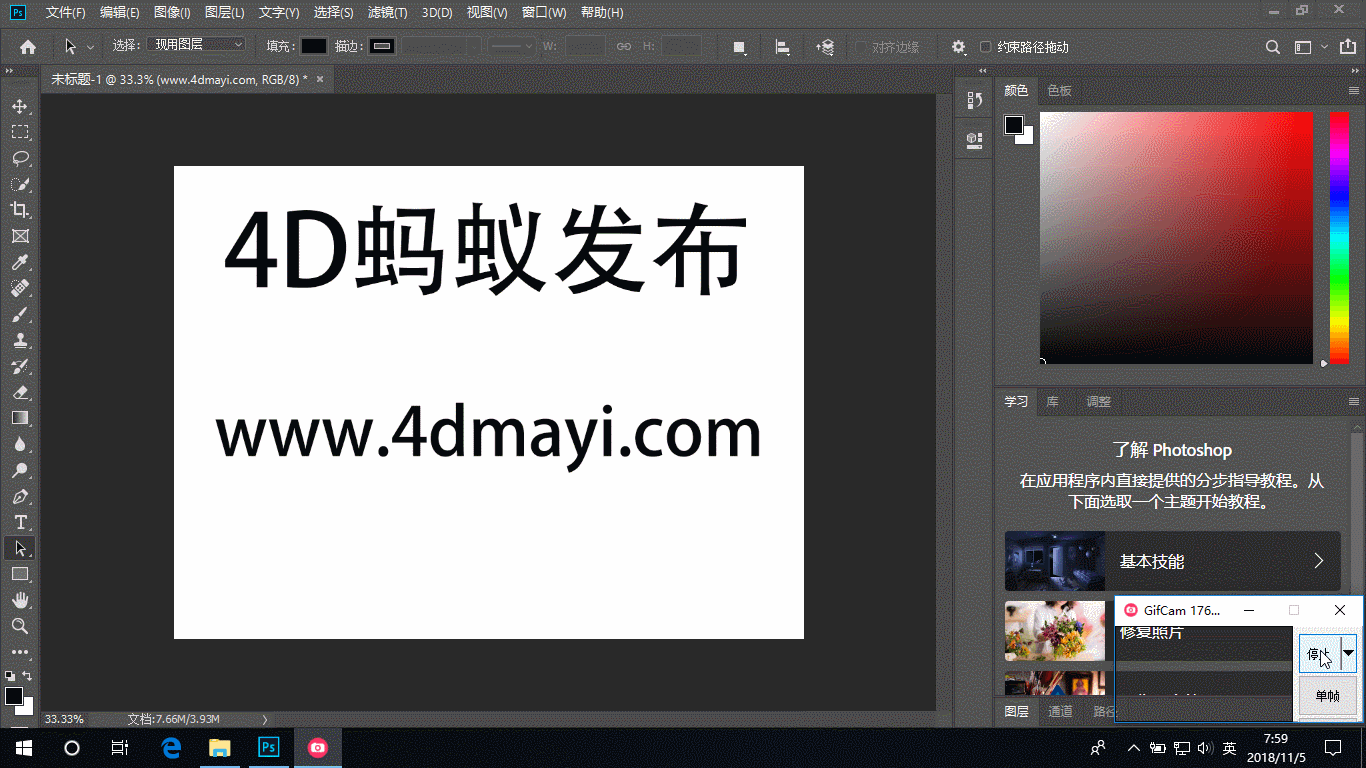 Ps 文件(F) 编辑(E) 图像(I) 图层(L) 文字(Y) 选择(S) 滤镜(T) 3D(D) 视图(V) 窗口(W) 帮助(H)
选择: 现用图层 填充: 描边: W: H: 对齐边缘 约束路径拖动
未标题-1 @ 33.3% (www.4dmayi.com, RGB/8) * ×
颜色 色板
4D蚂蚁发布
www.4dmayi.com
学习 库 调整
了解 Photoshop
在应用程序内直接提供的分步指导教程。从
下面选取一个主题开始教程。
基本技能
GifCam 176...
修复照片
停止
单帧
图层 通道 路径
33.33% 文档:7.66M/3.93M
Ps
英
7:59
2018/11/5